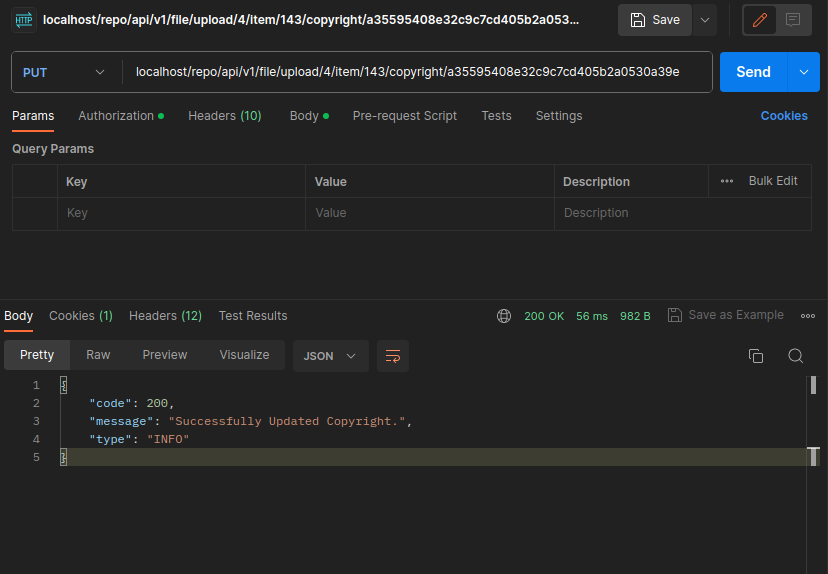 HTTP localhost/repo/api/v1/file/upload/4/item/143/copyright/a35595408e32c9c7cd405b2a053... Save
PUT localhost/repo/api/v1/file/upload/4/item/143/copyright/a35595408e32c9c7cd405b2a0530a39e Send
Params Authorization Headers (10) Body Pre-request Script Tests Settings Cookies
Query Params
Key Value Description Bulk Edit
Key Value Description
Body Cookies (1) Headers (12) Test Results 200 OK 56 ms 982 B Save as Example
Pretty Raw Preview Visualize JSON
1 {
2 "code": 200,
3 "message": "Successfully Updated Copyright.",
4 "type": "INFO"
5 }